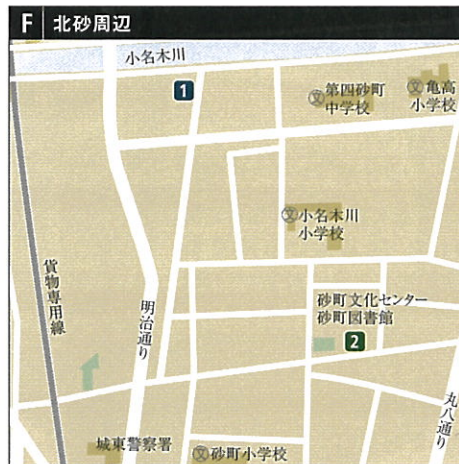 F 北砂周辺
小名木川
1
第四砂町
中学校
亀高
小学校
小名木川
小学校
貨物専用線
明治通り
砂町文化センター
砂町図書館
2
丸八通り
城東警察署
砂町小学校